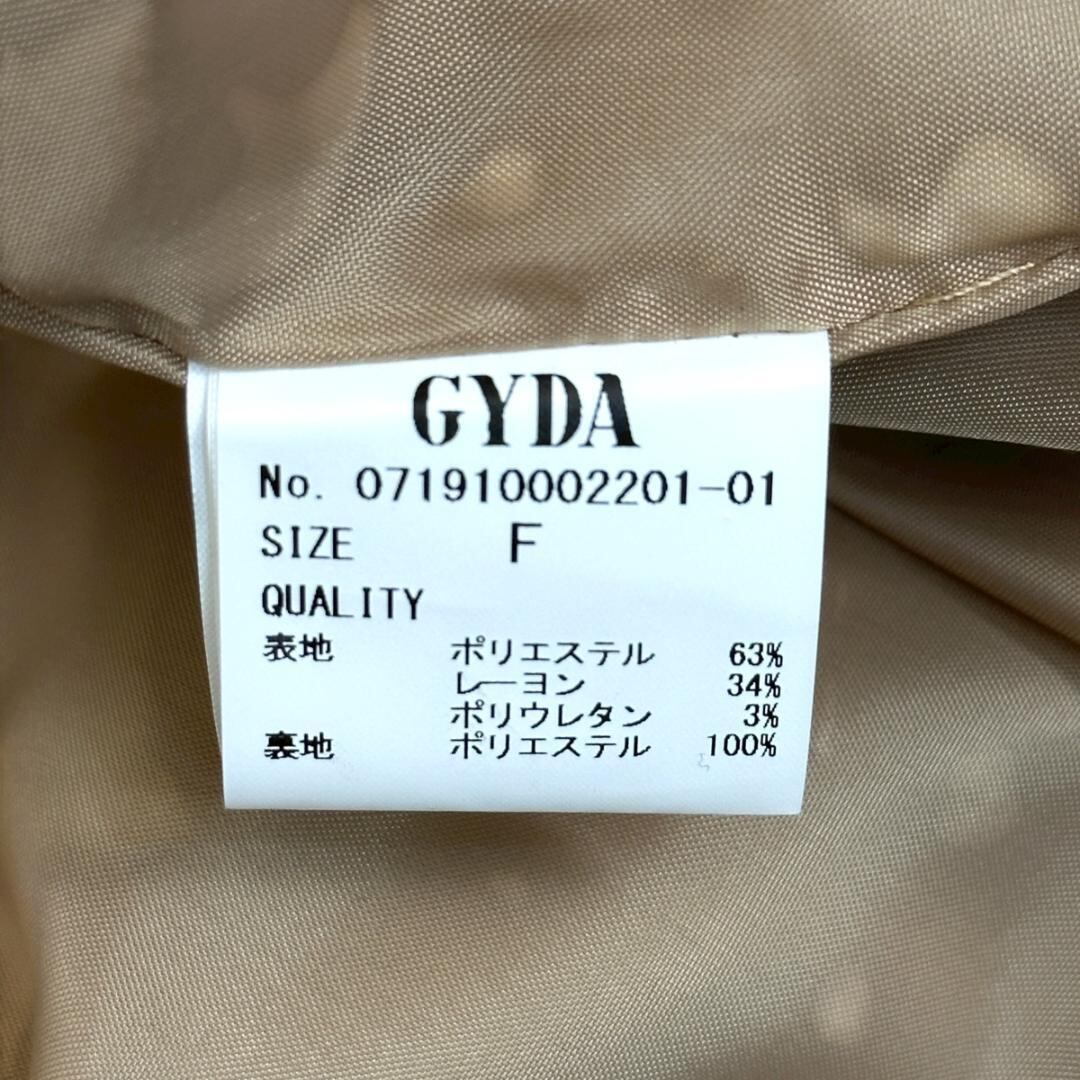 GYDA
No. 071910002201-01
SIZE F
QUALITY
表地 ポリエステル 63%
レーヨン 34%
ポリウレタン 3%
裏地 ポリエステル 100%